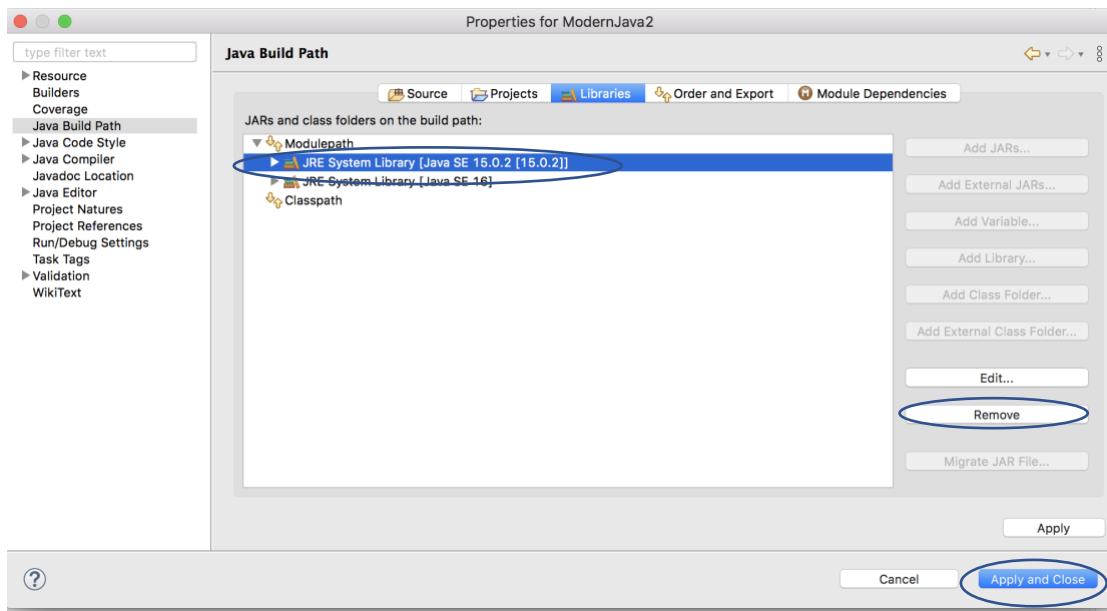 Properties for ModernJava2
type filter text
Resource
Builders
Coverage
Java Build Path
Java Code Style
Java Compiler
Javadoc Location
Java Editor
Project Natures
Project References
Run/Debug Settings
Task Tags
Validation
WikiText
Java Build Path
Source Projects Libraries Order and Export Module Dependencies
JARs and class folders on the build path:
Modulepath
JRE System Library [Java SE 15.0.2 [15.0.2]]
JRE System Library [Java SE 16]
Classpath
Add JARs...
Add External JARs...
Add Variable...
Add Library...
Add Class Folder...
Add External Class Folder...
Edit...
Remove
Migrate JAR File...
Apply
?
Cancel
Apply and Close